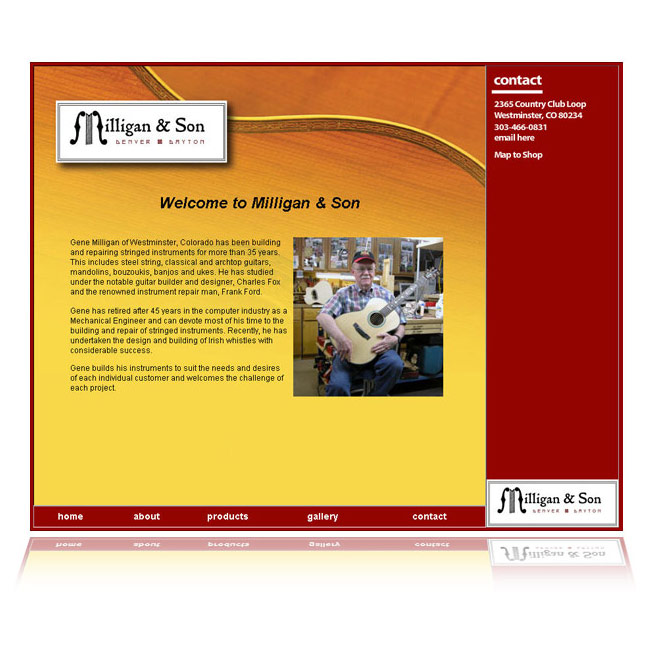 contact
2365 Country Club Loop
Westminster, CO 80234
303-466-0831
email here
Map to Shop
Milligan & Son
DENVER DAYTON
Welcome to Milligan & Son
Gene Milligan of Westminster, Colorado has been building
and repairing stringed instruments for more than 35 years.
This includes steel string, classical and archtop guitars,
mandolins, bouzoukis, banjos and ukes. He has studied
under the notable guitar builder and designer, Charles Fox
and the renowned instrument repair man, Frank Ford.
Gene has retired after 45 years in the computer industry as a
Mechanical Engineer and can devote most of his time to the
building and repair of stringed instruments. Recently, he has
undertaken the design and building of Irish whistles with
considerable success.
Gene builds his instruments to suit the needs and desires
of each individual customer and welcomes the challenge of
each project.
Milligan & Son
DENVER DAYTON
home about products gallery contact